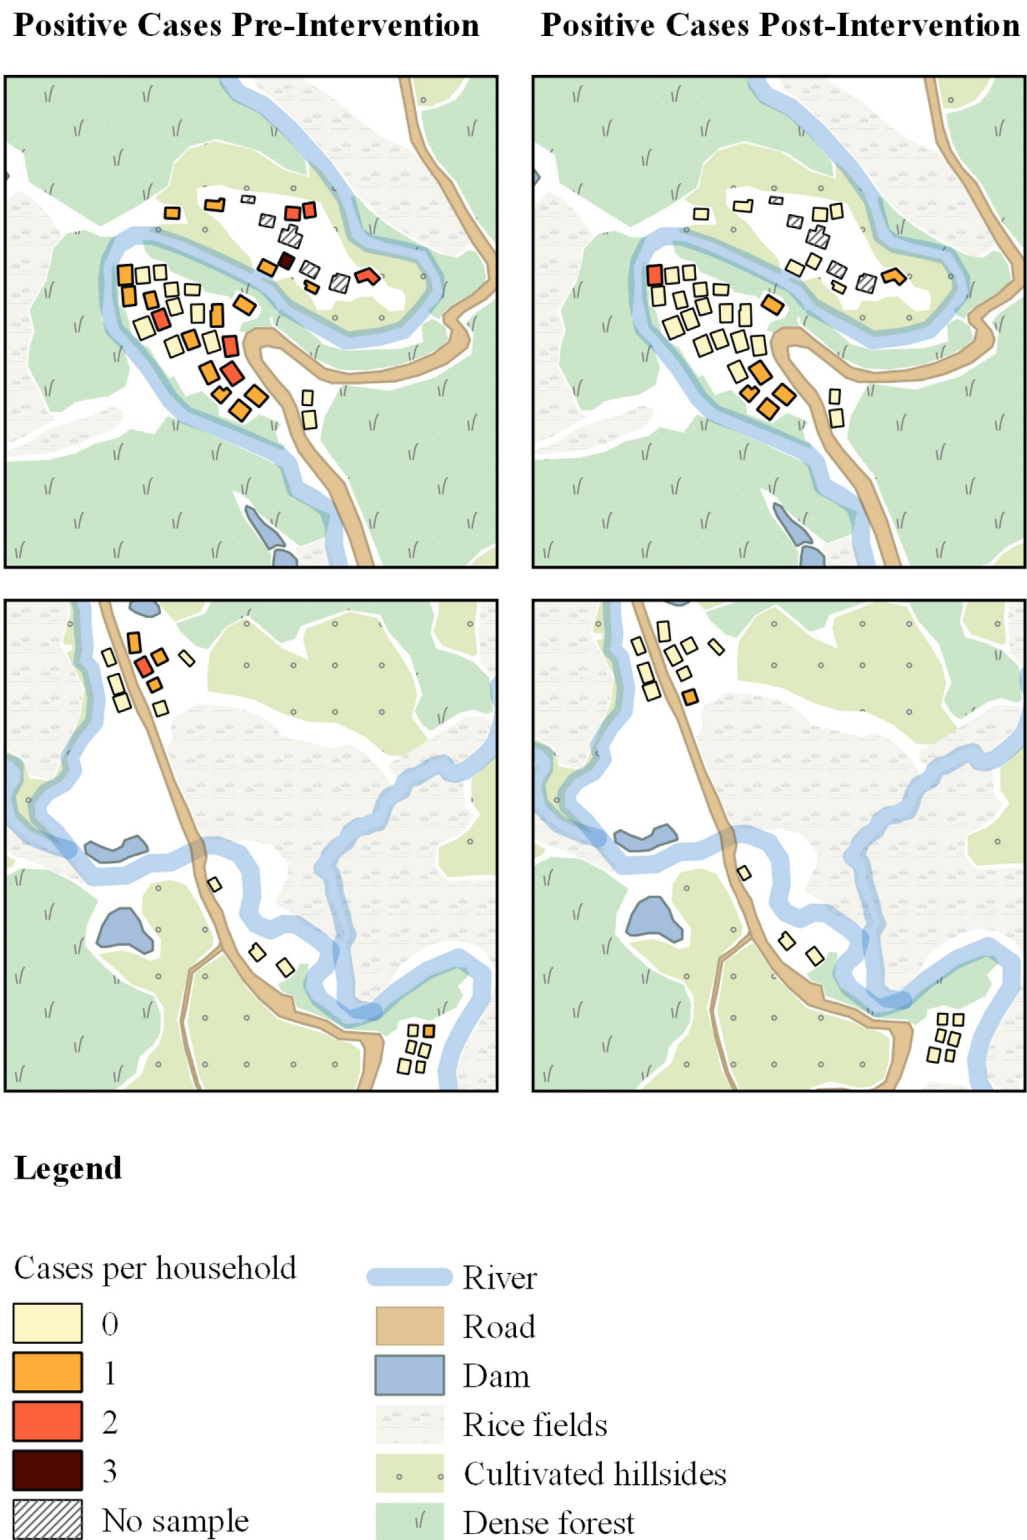 Positive Cases Pre-Intervention
Positive Cases Post-Intervention
Legend
Cases per household
0
1
2
3
No sample
River
Road
Dam
Rice fields
Cultivated hillsides
Dense forest